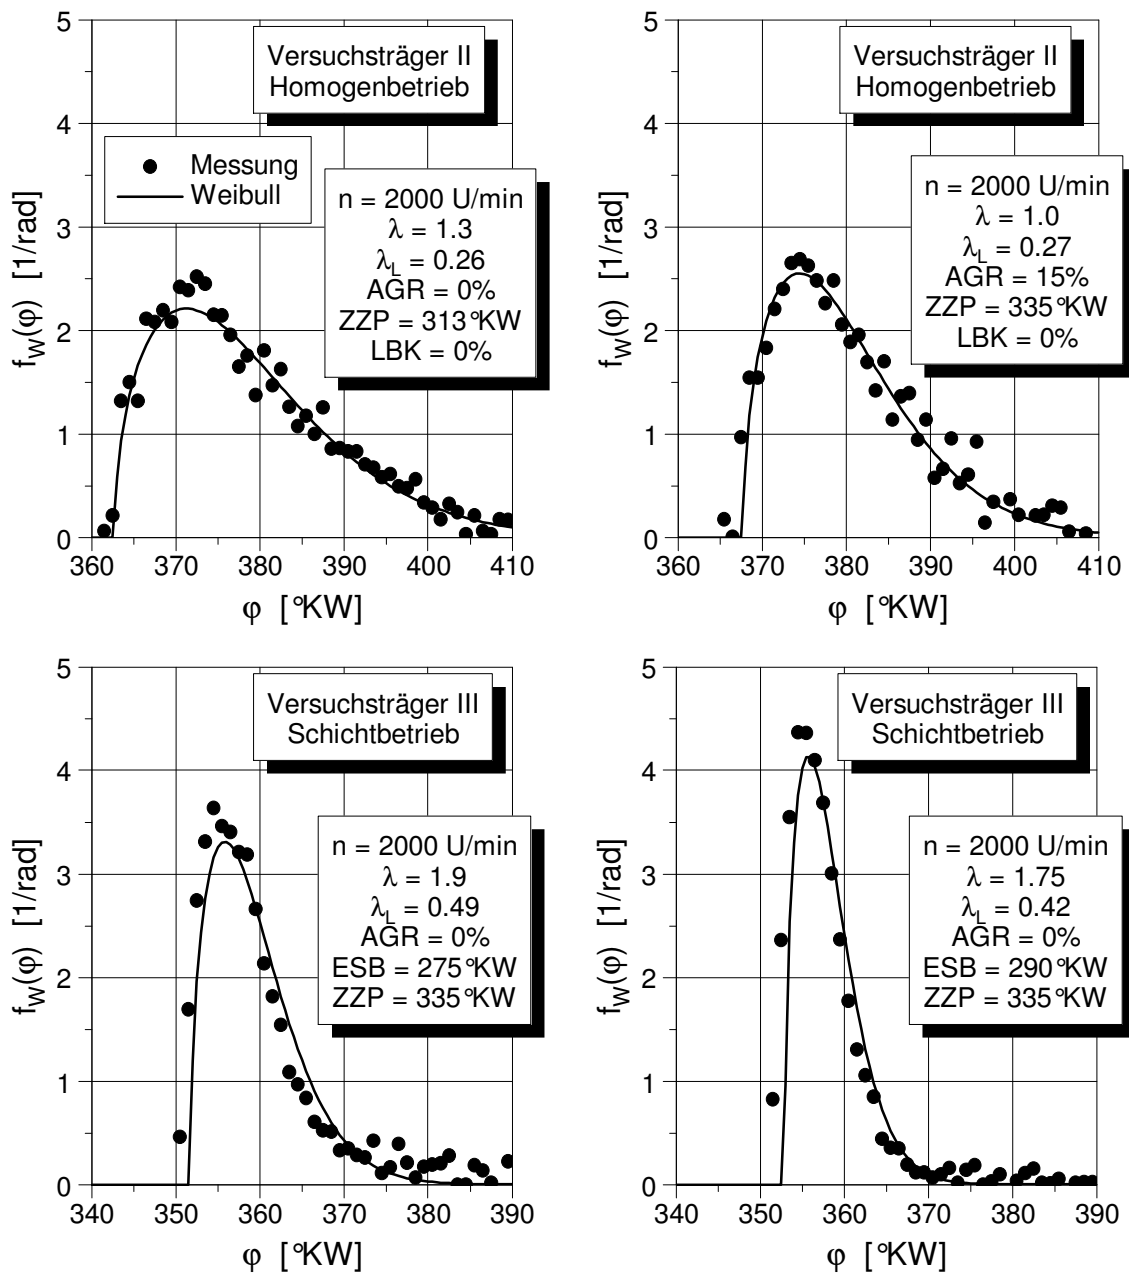 Versuchsträger II
Homogenbetrieb
Messung
Weibull
n = 2000 U/min
λ = 1.3
λL = 0.26
AGR = 0%
ZZP = 313°KW
LBK = 0%
fW(φ) [1/rad]
5
4
3
2
1
0
360 370 380 390 400 410
φ [°KW]
Versuchsträger II
Homogenbetrieb
n = 2000 U/min
λ = 1.0
λL = 0.27
AGR = 15%
ZZP = 335°KW
LBK = 0%
fW(φ) [1/rad]
5
4
3
2
1
0
360 370 380 390 400 410
φ [°KW]
Versuchsträger III
Schichtbetrieb
n = 2000 U/min
λ = 1.9
λL = 0.49
AGR = 0%
ESB = 275°KW
ZZP = 335°KW
fW(φ) [1/rad]
5
4
3
2
1
0
340 350 360 370 380 390
φ [°KW]
Versuchsträger III
Schichtbetrieb
n = 2000 U/min
λ = 1.75
λL = 0.42
AGR = 0%
ESB = 290°KW
ZZP = 335°KW
fW(φ) [1/rad]
5
4
3
2
1
0
340 350 360 370 380 390
φ [°KW]